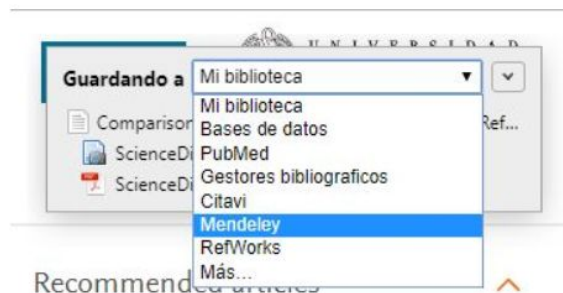 UNIVERSIDAD
Guardando a Mi biblioteca
Mi biblioteca
Comparison Ref...
Bases de datos
ScienceDi PubMed
Gestores bibliograficos
ScienceDi Citavi
Mendeley
RefWorks
Más...
Recommended articles